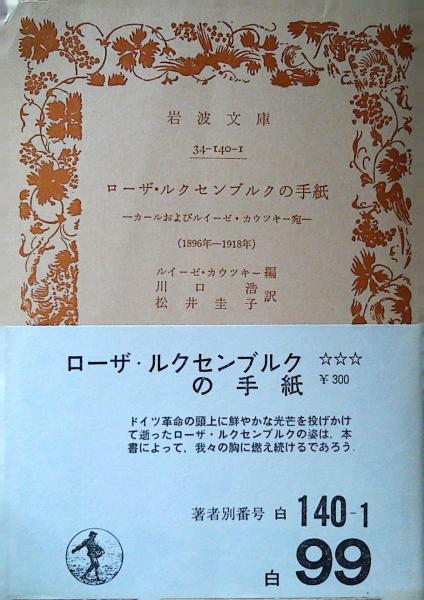 岩波文庫
34-140-1
ローザ・ルクセンブルクの手紙
—カールおよびルイーゼ・カウツキー宛—
(1896年—1918年)
ルイーゼ・カウツキー編
川口浩
松井圭子訳
ローザ・ルクセンブルク ☆☆☆
の手紙 ¥300
ドイツ革命の頭上に鮮やかな光芒を投げかけ
て逝ったローザ・ルクセンブルクの姿は、本
書によって、我々の胸に燃え続けるであろう.
著者別番号 白 140-1
白 99